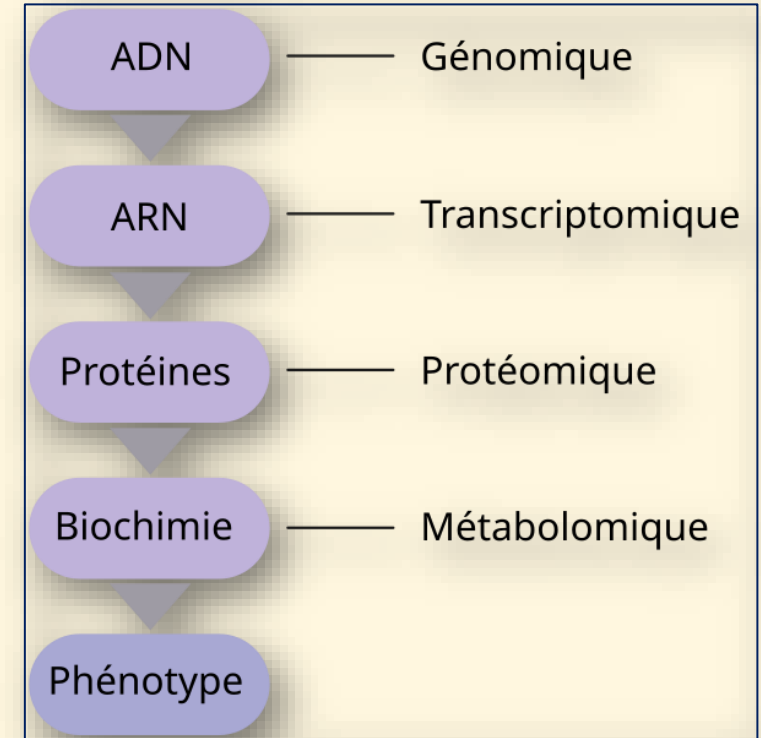 ADN Génomique
ARN Transcriptomique
Protéines Protéomique
Biochimie Métabolomique
Phénotype